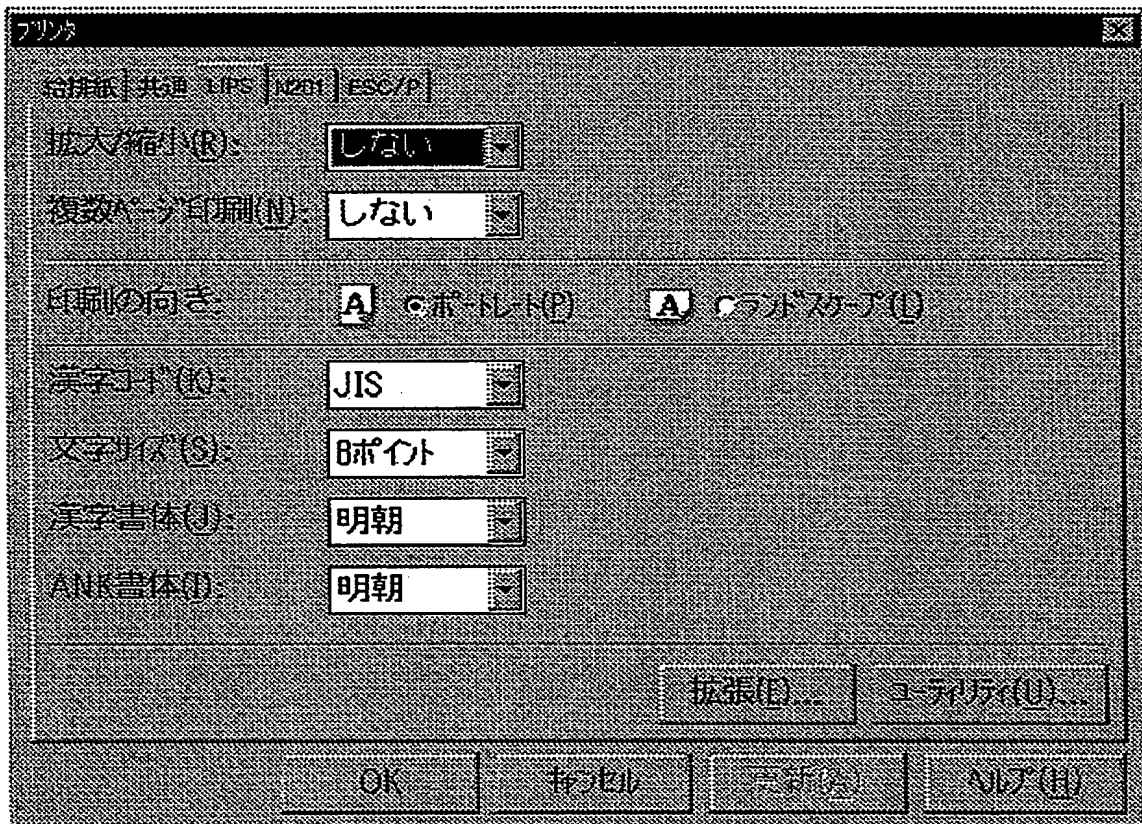 プリンタ
給排紙 共通 LIPS N201 ESC/P
拡大/縮小(R): しない
複数ページ印刷(N): しない
印刷の向き: A ポートレート(P) A ランドスケープ(L)
漢字コード(K): JIS
文字サイズ(S): 8ポイント
漢字書体(J): 明朝
ANK書体(I): 明朝
拡張(E)... ユーティリティ(U)...
OK キャンセル 更新(A) ヘルプ(H)